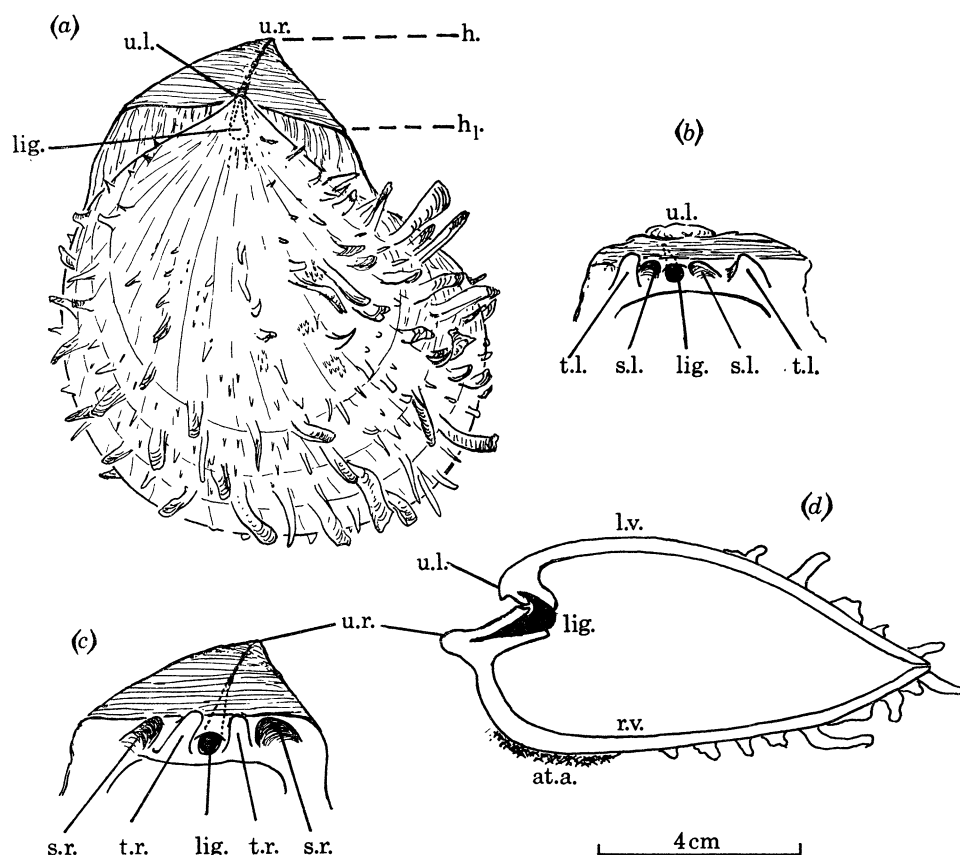 (a)
u.r.
h.
u.l.
lig.
h₁.
(b)
u.l.
t.l. s.l. lig. s.l. t.l.
(d)
l.v.
u.l.
lig.
u.r.
(c)
r.v.
at.a.
s.r. t.r. lig. t.r. s.r.
4 cm